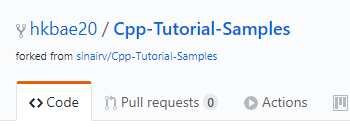 hkbae20 / Cpp-Tutorial-Samples
forked from sinairv/Cpp-Tutorial-Samples
<> Code Pull requests 0 Actions